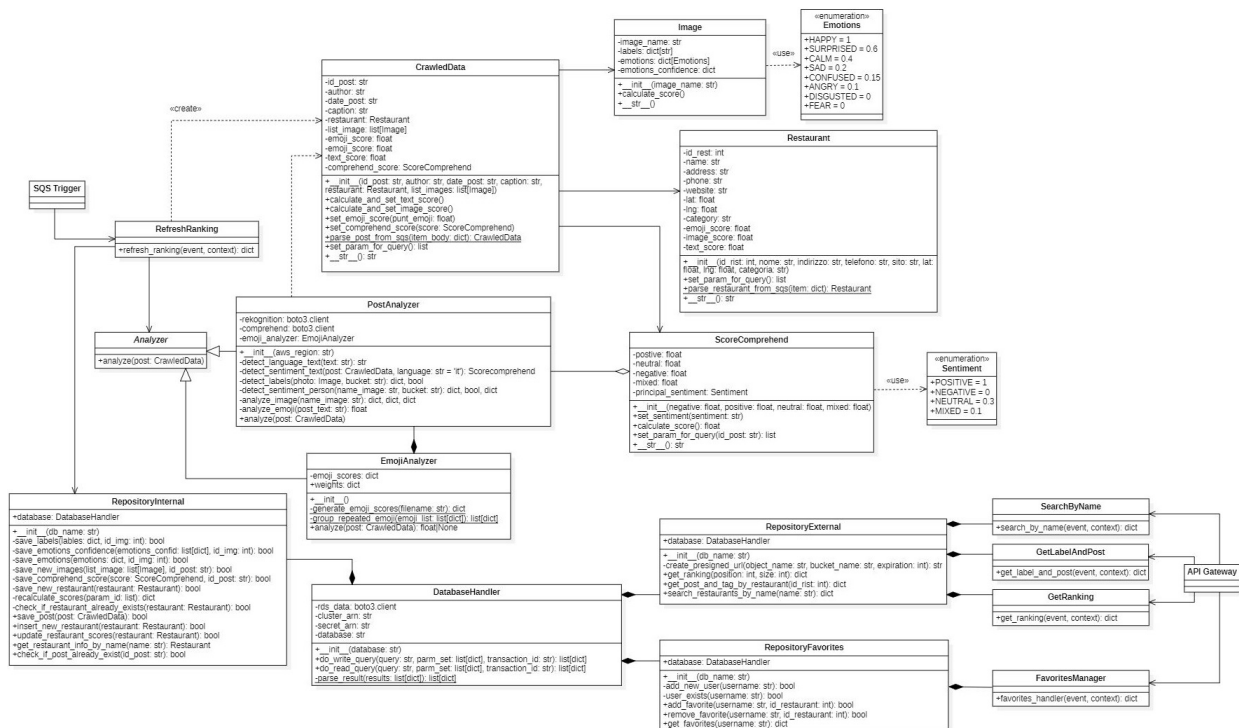 Image
-image_name: str
-labels: dict[str]
-emotions: dict[Emotions]
-emotions_confidence: dict
+__init__(image_name: str)
+calculate_score()
+__str__()
«use»
«enumeration»
Emotions
+HAPPY = 1
+SURPRISED = 0.6
+CALM = 0.4
+SAD = 0.2
+CONFUSED = 0.15
+ANGRY = 0.1
+DISGUSTED = 0
+FEAR = 0
CrawledData
-id_post: str
-author: str
-date_post: str
-caption: str
-restaurant: Restaurant
-list_image: list[Image]
-emoji_score: float
-emoji_score: float
-text_score: float
-comprehend_score: ScoreComprehend
+__init__(id_post: str, author: str, date_post: str, caption: str,
restaurant: Restaurant, list_images: list[Image])
+calculate_and_set_text_score()
+calculate_and_set_image_score()
+set_emoji_score(punt_emoji: float)
+set_comprehend_score(score: ScoreComprehend)
+parse_post_from_sqs(item_body: dict): CrawledData
+set_param_for_query(): list
+__str__(): str
«create»
Restaurant
-id_rest: int
-name: str
-address: str
-phone: str
-website: str
-lat: float
-lng: float
-category: str
-emoji_score: float
-image_score: float
-text_score: float
+__init__(id_rist: int, nome: str, indirizzo: str, telefono: str, sito: str, lat:
float, lng: float, categoria: str)
+set_param_for_query(): list
+parse_restaurant_from_sqs(item: dict): Restaurant
+__str__(): str
SQS Trigger
RefreshRanking
+refresh_ranking(event, context): dict
Analyzer
+analyze(post: CrawledData)
PostAnalyzer
-rekognition: boto3.client
-comprehend: boto3.client
-emoji_analyzer: EmojiAnalyzer
+__init__(aws_region: str)
-detect_language_text(text: str): str
-detect_sentiment_text(post: CrawledData, language: str = 'it'): Scorecomprehend
-detect_labels(photo: Image, bucket: str): dict, bool
-detect_sentiment_person(name_image: str, bucket: str): dict, bool, dict
-analyze_image(name_image: str): dict, dict, dict
-analyze_emoji(post_text: str): float
+analyze(post: CrawledData)
ScoreComprehend
-postive: float
-neutral: float
-negative: float
-mixed: float
-principal_sentiment: Sentiment
+__init__(negative: float, positive: float, neutral: float, mixed: float)
+set_sentiment(sentiment: str)
+calculate_score(): float
+set_param_for_query(id_post: str): list
+__str__(): str
«use»
«enumeration»
Sentiment
+POSITIVE = 1
+NEGATIVE = 0
+NEUTRAL = 0.3
+MIXED = 0.1
EmojiAnalyzer
-emoji_scores: dict
+weights: dict
+__init__()
-generate_emoji_scores(filename: str): dict
-group_repeated_emoji(emoji_list: list[dict]): list[dict]
+analyze(post: CrawledData): float|None
RepositoryInternal
+database: DatabaseHandler
+__init__(db_name: str)
-save_labels(lables: dict, id_img: int): bool
-save_emotions_confidence(emotions_confid: list[dict], id_img: int): bool
-save_emotions(emotions: dict, id_img: int): bool
-save_new_images(list_image: list[Image], id_post: str): bool
-save_comprehend_score(score: ScoreComprehend, id_post: str): bool
-save_new_restaurant(restaurant: Restaurant): bool
-recalculate_scores(param_id: list): dict
-check_if_restaurant_already_exists(restaurant: Restaurant): bool
+save_post(post: CrawledData): bool
+insert_new_restaurant(restaurant: Restaurant): bool
+update_restaurant_scores(restaurant: Restaurant): bool
+get_restaurant_info_by_name(name: str): Restaurant
+check_if_post_already_exist(id_post: str): bool
DatabaseHandler
-rds_data: boto3.client
-cluster_arn: str
-secret_arn: str
-database: str
+__init__(database: str)
+do_write_query(query: str, parm_set: list[dict], transaction_id: str): list[dict]
+do_read_query(query: str, parm_set: list[dict], transaction_id: str): list[dict]
-parse_result(results: list[dict]): list[dict]
RepositoryExternal
+database: DatabaseHandler
+__init__(db_name: str)
-create_presigned_url(object_name: str, bucket_name: str, expiration: int): str
+get_ranking(position: int, size: int): dict
+get_post_and_tag_by_restaurant(id_rist: int): dict
+search_restaurants_by_name(name: str): dict
SearchByName
+search_by_name(event, context): dict
GetLabelAndPost
+get_label_and_post(event, context): dict
GetRanking
+get_ranking(event, context): dict
API Gateway
RepositoryFavorites
+database: DatabaseHandler
+__init__(db_name: str)
-add_new_user(username: str): bool
-user_exists(username: str): bool
+add_favorite(username: str, id_restaurant: int): bool
+remove_favorite(username: str, id_restaurant: int): bool
+get_favorites(username: str): dict
FavoritesManager
+favorites_handler(event, context): dict